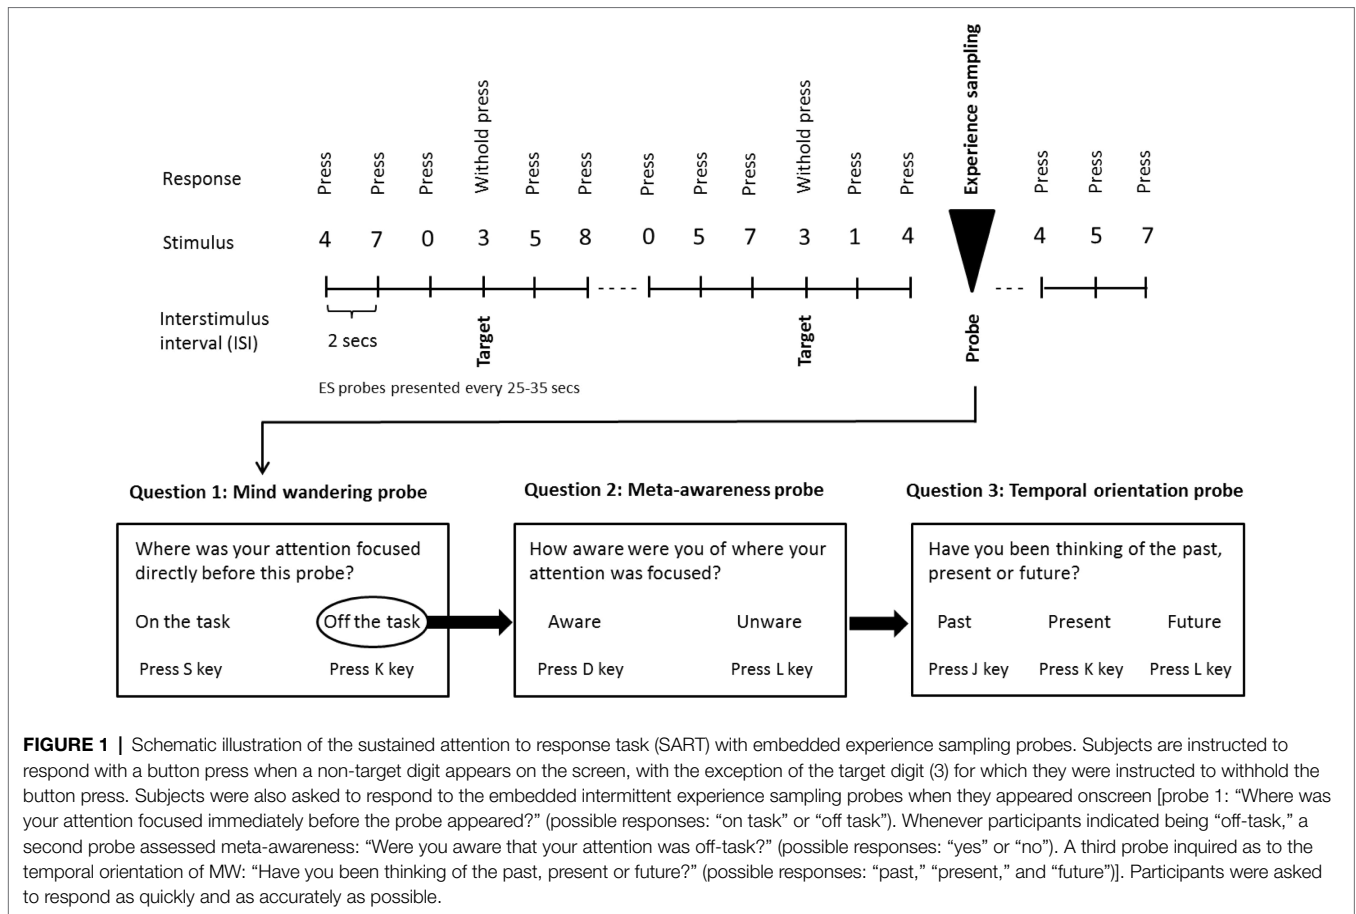 Response Press Press Press Withold press Press Press Press Press Press Withold press Press Press Experience sampling Press Press Press
Stimulus 4 7 0 3 5 8 0 5 7 3 1 4 4 5 7
Interstimulus
interval (ISI)
2 secs
Target Target Probe
ES probes presented every 25-35 secs
Question 1: Mind wandering probe
Where was your attention focused
directly before this probe?
On the task Off the task
Press S key Press K key
Question 2: Meta-awareness probe
How aware were you of where your
attention was focused?
Aware Unware
Press D key Press L key
Question 3: Temporal orientation probe
Have you been thinking of the past,
present or future?
Past Present Future
Press J key Press K key Press L key
FIGURE 1 | Schematic illustration of the sustained attention to response task (SART) with embedded experience sampling probes. Subjects are instructed to
respond with a button press when a non-target digit appears on the screen, with the exception of the target digit (3) for which they were instructed to withhold the
button press. Subjects were also asked to respond to the embedded intermittent experience sampling probes when they appeared onscreen [probe 1: “Where was
your attention focused immediately before the probe appeared?” (possible responses: “on task” or “off task”). Whenever participants indicated being “off-task,” a
second probe assessed meta-awareness: “Were you aware that your attention was off-task?” (possible responses: “yes” or “no”). A third probe inquired as to the
temporal orientation of MW: “Have you been thinking of the past, present or future?” (possible responses: “past,” “present,” and “future”)]. Participants were asked
to respond as quickly and as accurately as possible.